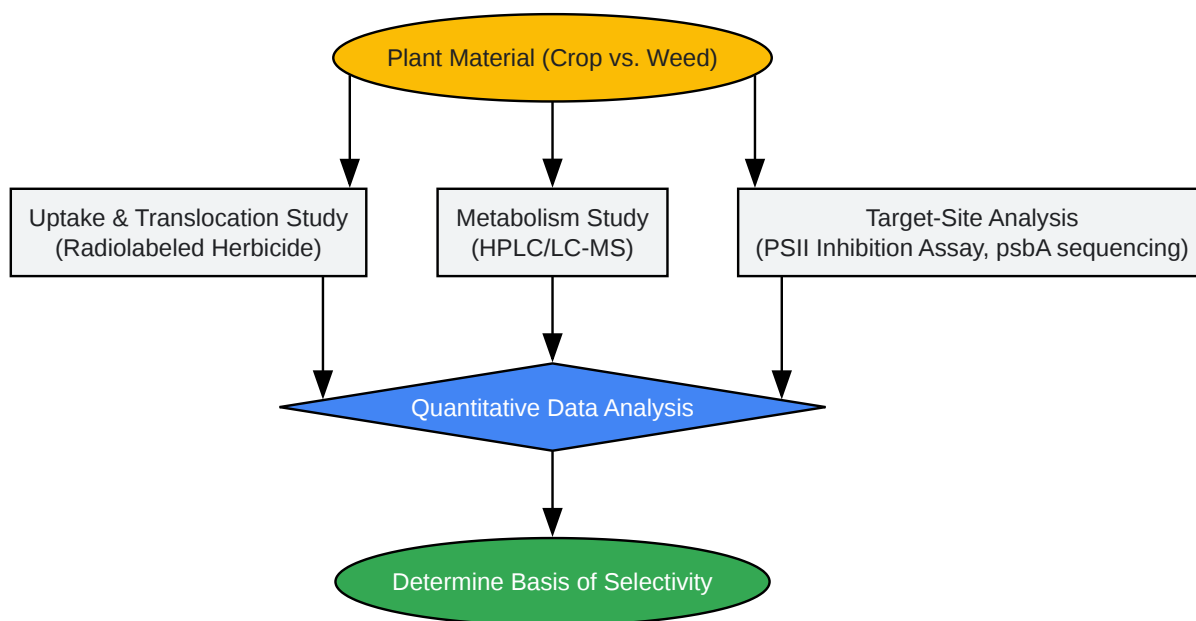 Plant Material (Crop vs. Weed)
Uptake & Translocation Study
(Radiolabeled Herbicide)
Metabolism Study
(HPLC/LC-MS)
Target-Site Analysis
(PSII Inhibition Assay, psbA sequencing)
Quantitative Data Analysis
Determine Basis of Selectivity